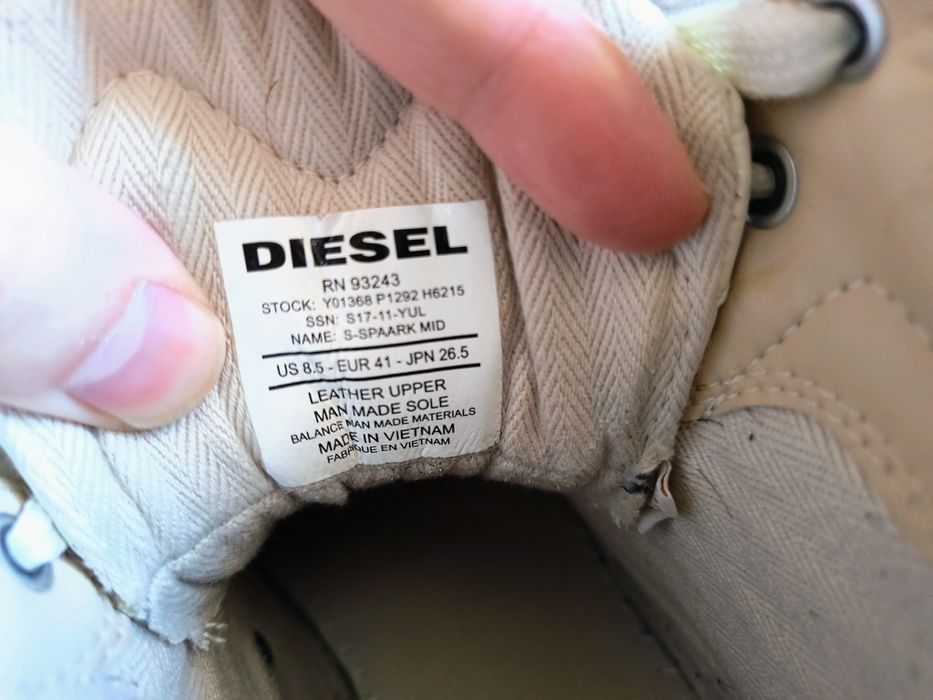 DIESEL
RN 93243
STOCK: Y01368 P1292 H6215
SSN: S17-11-YUL
NAME: S-SPAARK MID
US 8.5 - EUR 41 - JPN 26.5
LEATHER UPPER
MAN MADE SOLE
BALANCE MAN MADE MATERIALS
MADE IN VIETNAM
FABRIQUE EN VIETNAM